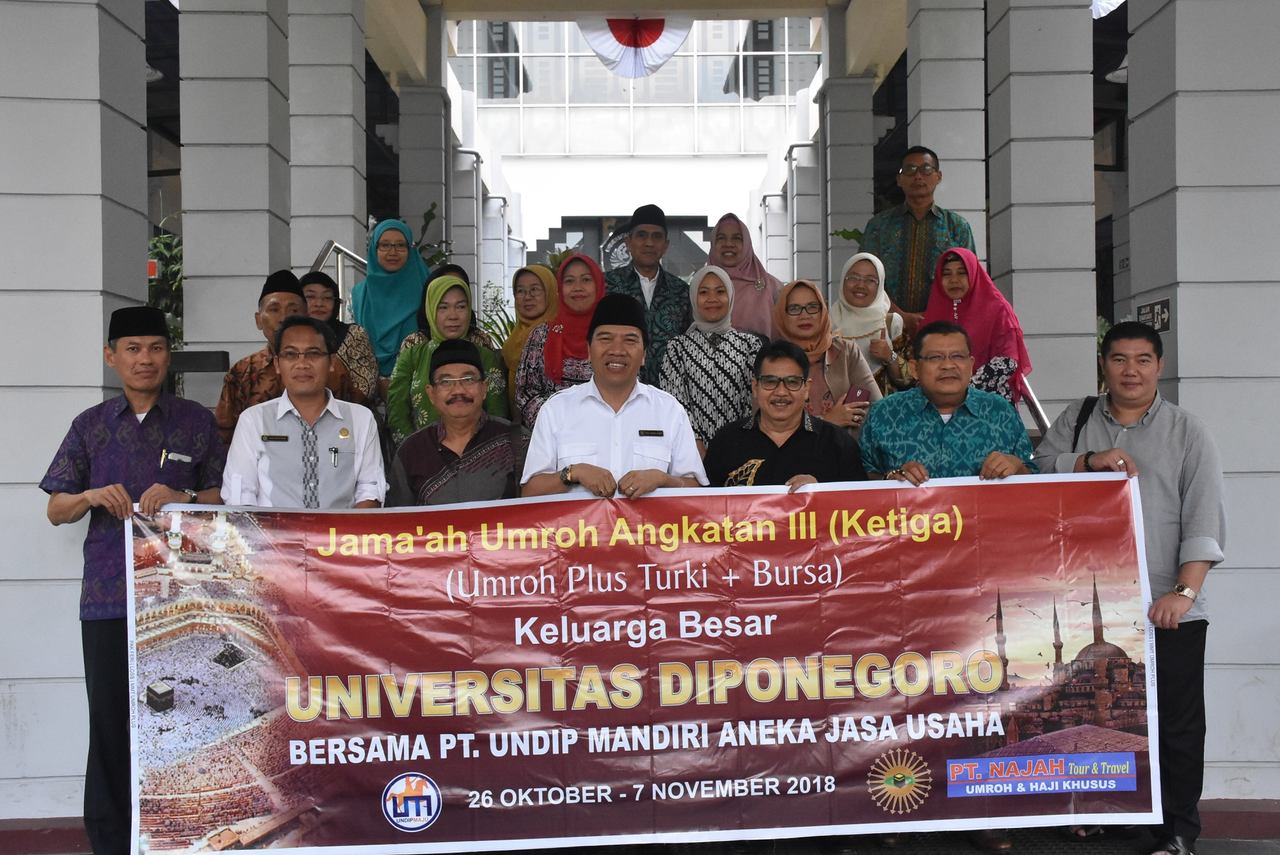 Jama'ah Umroh Angkatan III (Ketiga)
(Umroh Plus Turki + Bursa)
Keluarga Besar
UNIVERSITAS DIPONEGORO
BERSAMA PT. UNDIP MANDIRI ANEKA JASA USAHA
26 OKTOBER - 7 NOVEMBER 2018
UNDIPMAJU
PT. NAJAH Tour & Travel
UMROH & HAJI KHUSUS